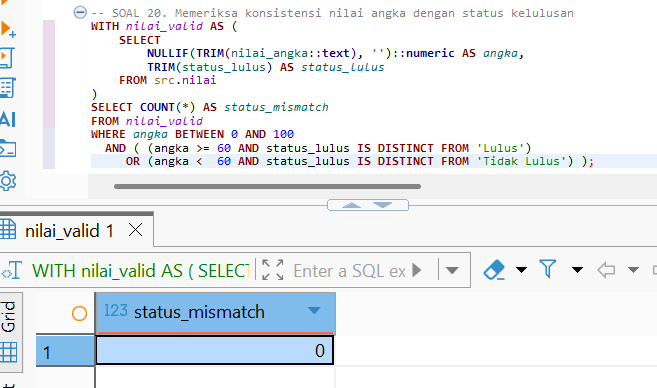 -- SOAL 20. Memeriksa konsistensi nilai angka dengan status kelulusan
WITH nilai_valid AS (
SELECT
NULLIF(TRIM(nilai_angka::text), '')::numeric AS angka,
TRIM(status_lulus) AS status_lulus
FROM src.nilai
)
SELECT COUNT(*) AS status_mismatch
FROM nilai_valid
WHERE angka BETWEEN 0 AND 100
AND ( (angka >= 60 AND status_lulus IS DISTINCT FROM 'Lulus')
OR (angka < 60 AND status_lulus IS DISTINCT FROM 'Tidak Lulus') );
AI
nilai_valid 1
WITH nilai_valid AS ( SELECT
Enter a SQL ex
Grid
123 status_mismatch
1 0